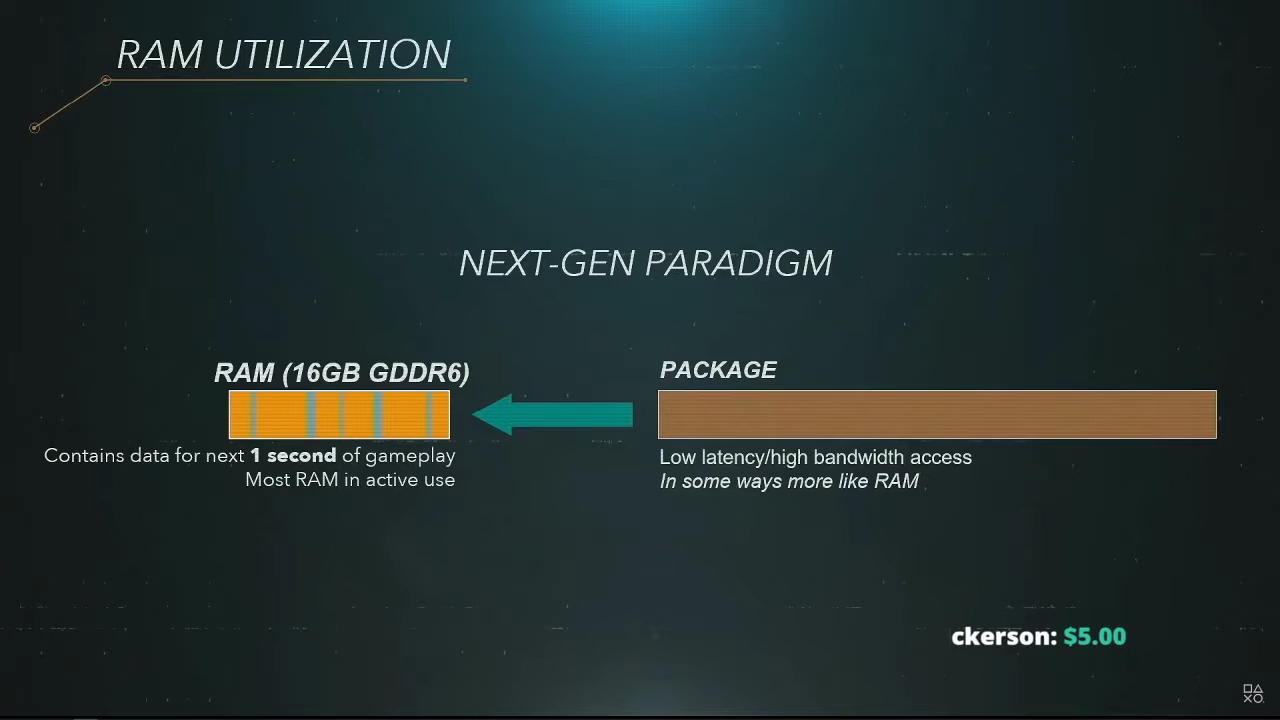 RAM UTILIZATION
NEXT-GEN PARADIGM
RAM (16GB GDDR6)
Contains data for next 1 second of gameplay
Most RAM in active use
PACKAGE
Low latency/high bandwidth access
In some ways more like RAM
ckerson: $5.00